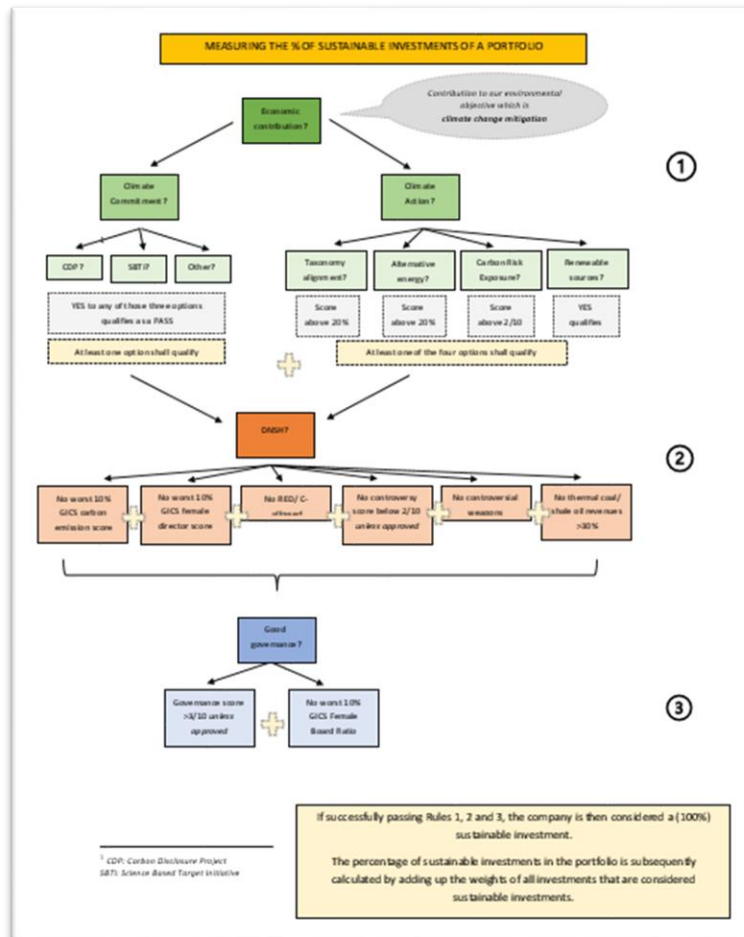 MEASURING THE % OF SUSTAINABLE INVESTMENTS OF A PORTFOLIO
Economic
contribution?
Contribution to our environmental
objective which is
climate change mitigation
1
Climate
Commitment?
Climate
Action?
CDP?
1
SBTi?
Other?
Taxonomy
alignment?
Alternative
energy?
Carbon Risk
Exposure?
Renewable
sources?
YES to any of those three options
qualifies as a PASS
Score
above 20%
Score
above 20%
Score
above 2/10
YES
qualifies
At least one option shall qualify
At least one of the four options shall qualify
DNSH?
2
No worst 10%
GICS carbon
emission score
No worst 10%
GICS female
director score
No RED/ C-
No controversy
score below 2/10
unless approved
No controversial
weapons
No thermal coal/
shale oil revenues
>30%
Good
governance?
Governance score
>3/10 unless
approved
No worst 10%
GICS Female
Board Ratio
3
If successfully passing Rules 1, 2 and 3, the company is then considered a (100%)
sustainable investment.
The percentage of sustainable investments in the portfolio is subsequently
calculated by adding up the weights of all investments that are considered
sustainable investments.
1 CDP: Carbon Disclosure Project
SBTI: Science Based Target Initiative